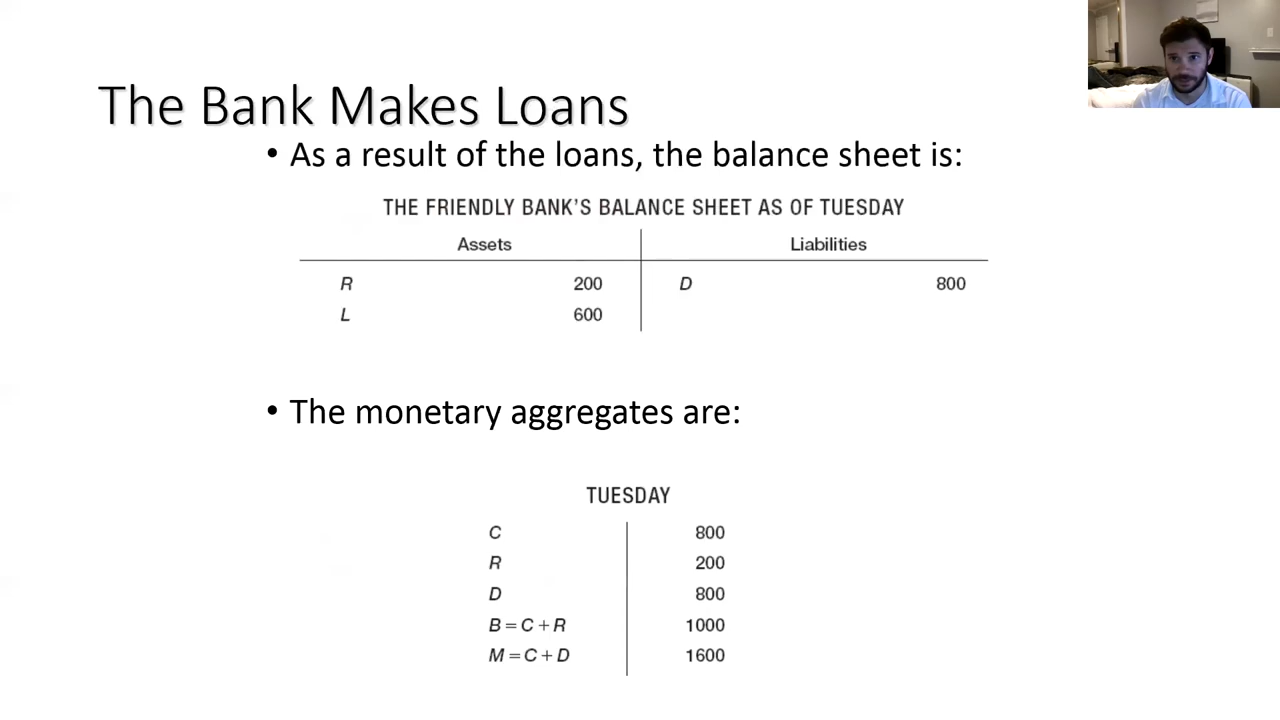 The Bank Makes Loans
• As a result of the loans, the balance sheet is:
THE FRIENDLY BANK'S BALANCE SHEET AS OF TUESDAY
Assets Liabilities
R 200 D 800
L 600
• The monetary aggregates are:
TUESDAY
C 800
R 200
D 800
B = C + R 1000
M = C + D 1600